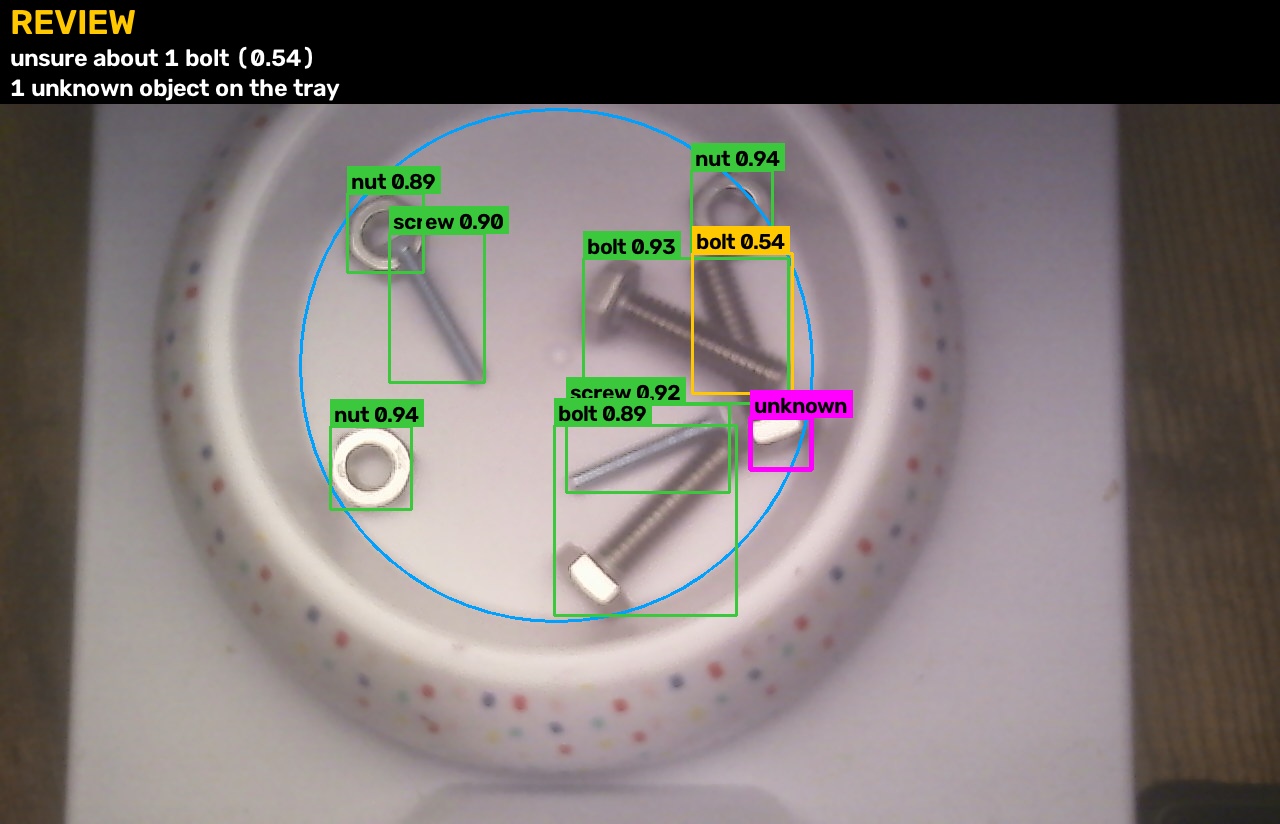 REVIEW
unsure about 1 bolt (0.54)
1 unknown object on the tray
nut 0.94
nut 0.89
screw 0.90
bolt 0.54
bolt 0.93
screw 0.92
unknown
bolt 0.89
nut 0.94